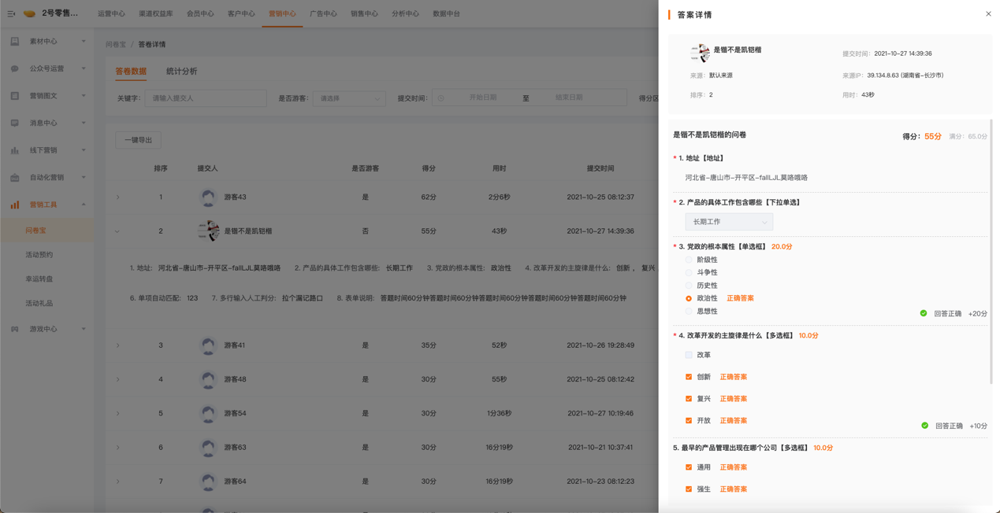 2号零售...
运营中心 渠道权益库 会员中心 客户中心 营销中心 广告中心 销售中心 分析中心 数据中台
素材中心
公众号运营
营销图文
消息中心
线下营销
自动化营销
营销工具
问卷宝
活动预约
幸运转盘
活动礼品
游戏中心
问卷宝 / 答卷详情
答卷数据 统计分析
关键字： 请输入提交人 是否游客： 请选择 提交时间： 开始日期 至 结束日期 得分区
一键导出
排序 提交人 是否游客 得分 用时 提交时间
1 游客43 是 62分 2分6秒 2021-10-25 08:12:37
2 是锴不是凯铠楷 否 55分 43秒 2021-10-27 14:39:36
1. 地址： 河北省-唐山市-开平区-fallLJL莫咯哦咯 2. 产品的具体工作包含哪些： 长期工作 3. 党政的根本属性： 政治性 4. 改革开发的主旋律是什么： 创新 ， 复兴
6. 单项自动匹配： 123 7. 多行输入人工判分： 拉个漏记路口 8. 表单说明： 答题时间60分钟答题时间60分钟答题时间60分钟答题时间60分钟
3 游客41 是 35分 52秒 2021-10-26 19:28:49
4 游客48 是 30分 55秒 2021-10-25 08:12:42
5 游客54 是 30分 1分36秒 2021-10-27 10:19:46
6 游客63 是 30分 16分19秒 2021-10-21 10:37:41
7 游客64 是 30分 16分19秒 2021-10-23 08:12:23
答案详情
是锴不是凯铠楷
提交时间： 2021-10-27 14:39:36
来源： 默认来源 来源IP： 39.134.8.63 (湖南省-长沙市)
排序： 2 用时： 43秒
是锴不是凯铠楷的问卷 得分： 55分 满分：65.0分
* 1. 地址【地址】
河北省-唐山市-开平区-fallLJL莫咯哦咯
* 2. 产品的具体工作包含哪些【下拉单选】
长期工作
* 3. 党政的根本属性【单选框】 20.0分
阶级性
斗争性
历史性
政治性 正确答案
思想性
回答正确 +20分
* 4. 改革开发的主旋律是什么【多选框】 10.0分
改革
创新 正确答案
复兴 正确答案
开放 正确答案
回答正确 +10分
5. 最早的产品管理出现在哪个公司【多选框】 10.0分
通用 正确答案
强生 正确答案